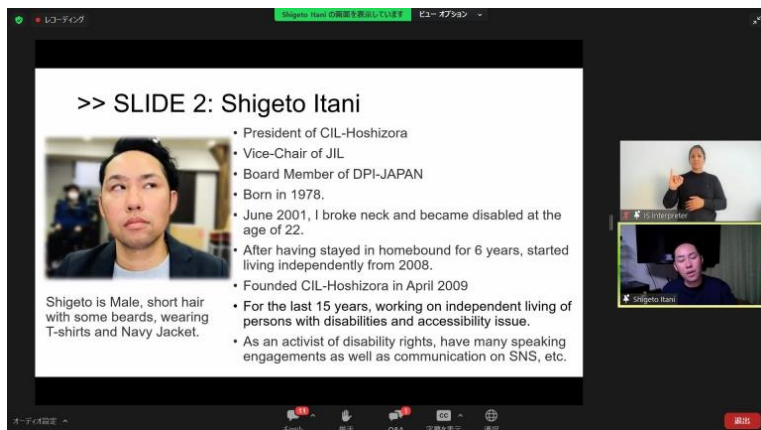 レコーディング
Shigeto Itani の画面を表示しています
ビュー オプション
>> SLIDE 2: Shigeto Itani
• President of CIL-Hoshizora
• Vice-Chair of JIL
• Board Member of DPI-JAPAN
• Born in 1978.
• June 2001, I broke neck and became disabled at the
age of 22.
• After having stayed in homebound for 6 years, started
living independently from 2008.
• Founded CIL-Hoshizora in April 2009
• For the last 15 years, working on independent living of
persons with disabilities and accessibility issue.
• As an activist of disability rights, have many speaking
engagements as well as communication on SNS, etc.
Shigeto is Male, short hair
with some beards, wearing
T-shirts and Navy Jacket.
IS Interpreter
Shigeto Itani
オーディオ設定
11
1
CC
退出